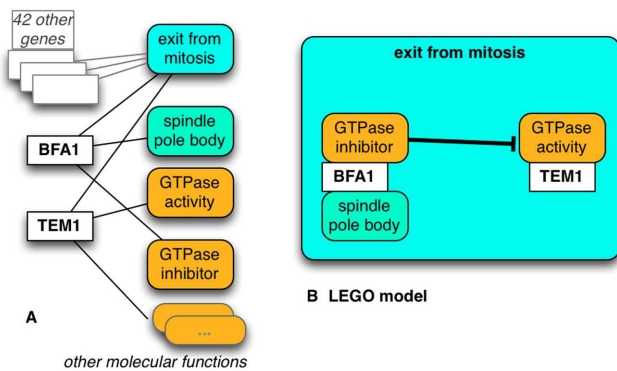 42 other
genes
exit from
mitosis
spindle
pole body
BFA1
GTPase
activity
TEM1
GTPase
inhibitor
...
A
other molecular functions
exit from mitosis
GTPase
inhibitor
BFA1
spindle
pole body
GTPase
activity
TEM1
B LEGO model